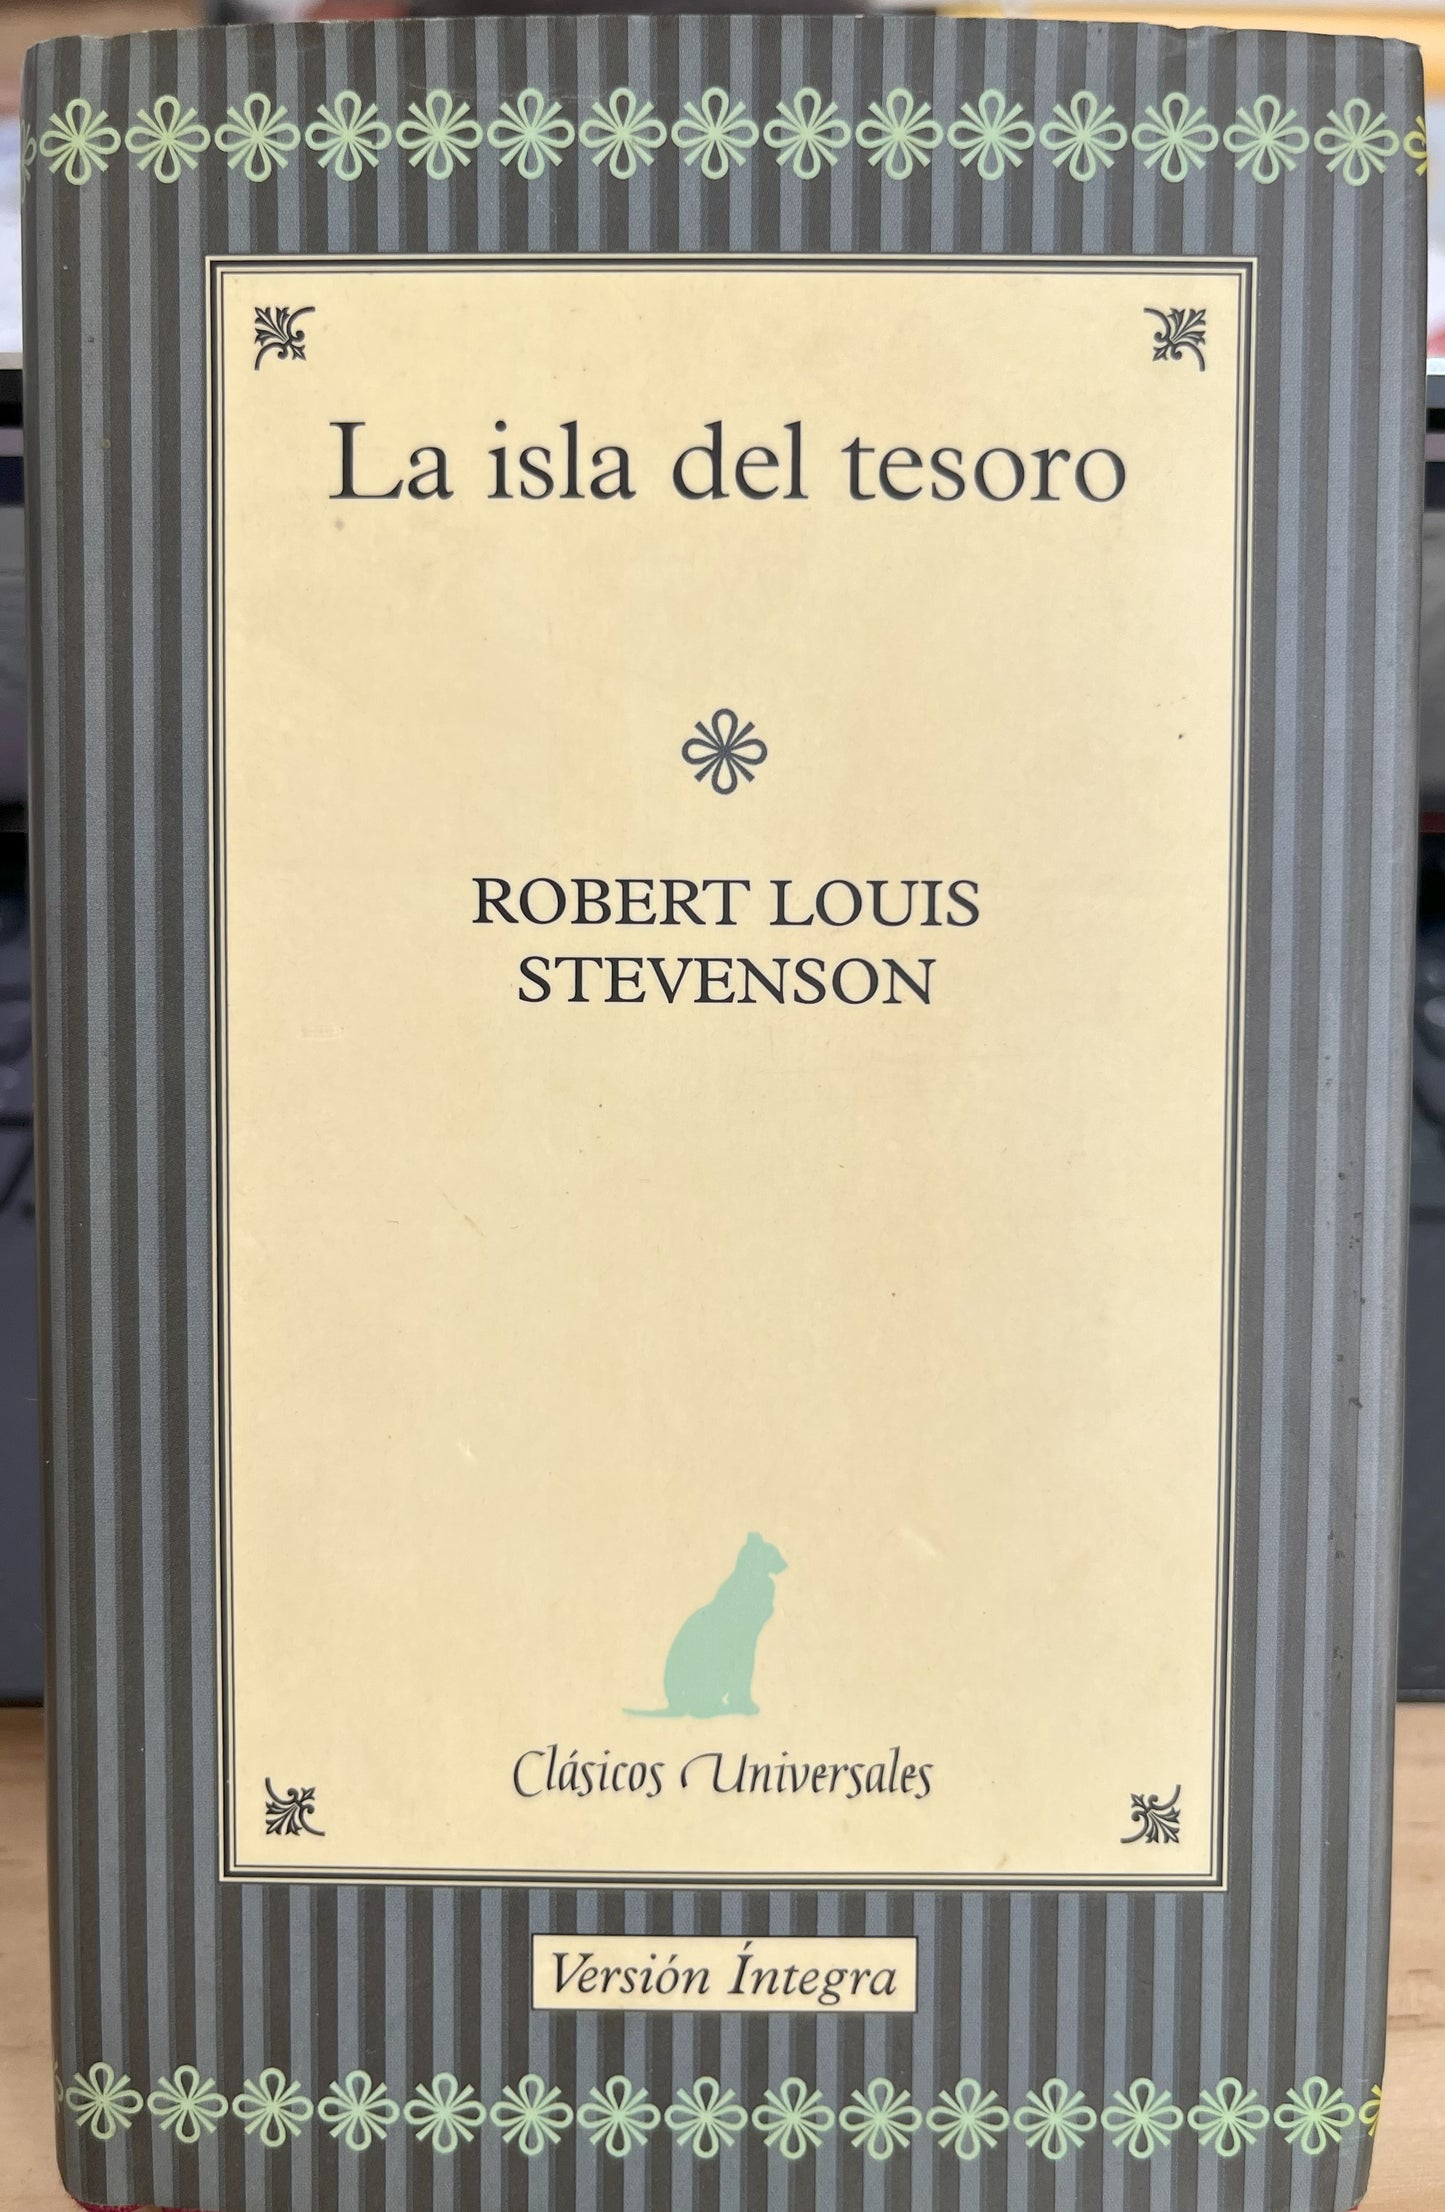 La isla del tesoro
ROBERT LOUIS
STEVENSON
Clásicos Universales
Versión Íntegra